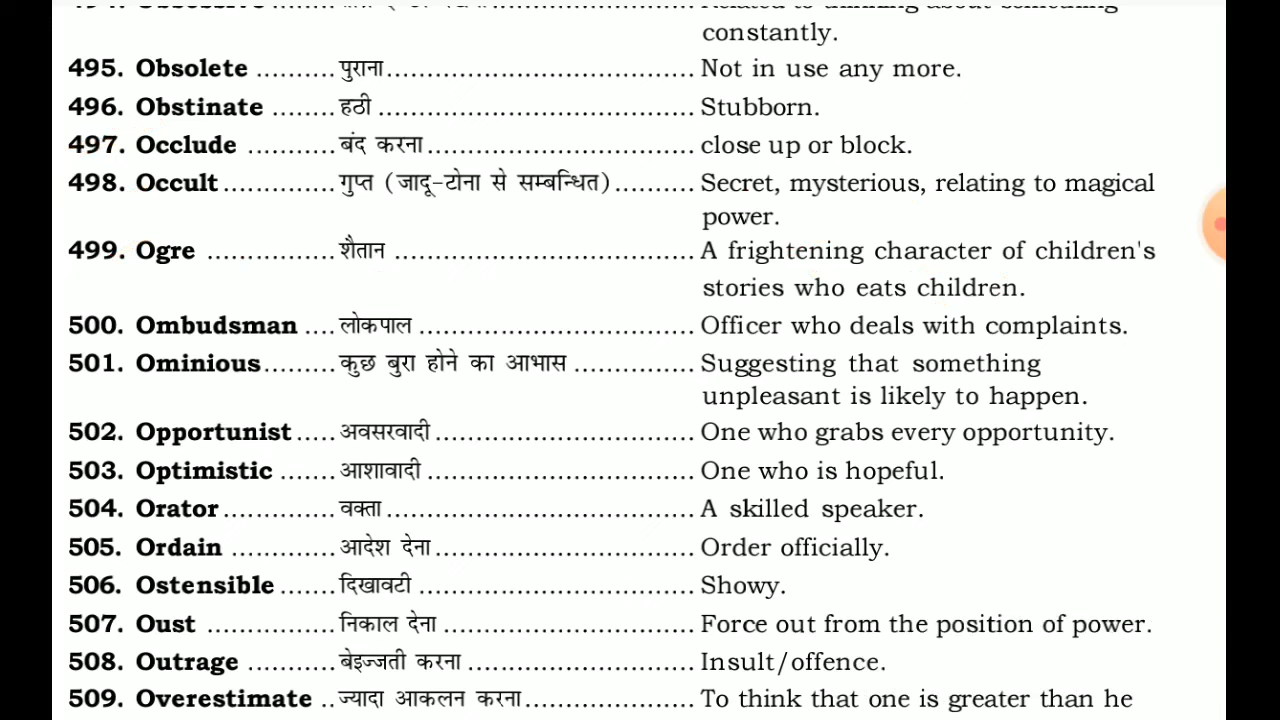 constantly.
495. Obsolete .......... पुराना...................................... Not in use any more.
496. Obstinate ........ हठी ....................................... Stubborn.
497. Occlude ........... बंद करना................................. close up or block.
498. Occult.............. गुप्त (जादू-टोना से सम्बन्धित).......... Secret, mysterious, relating to magical
power.
499. Ogre ................ शैतान ..................................... A frightening character of children's
stories who eats children.
500. Ombudsman .... लोकपाल .................................. Officer who deals with complaints.
501. Ominious......... कुछ बुरा होने का आभास ............... Suggesting that something
unpleasant is likely to happen.
502. Opportunist ..... अवसरवादी................................ One who grabs every opportunity.
503. Optimistic ....... आशावादी ................................. One who is hopeful.
504. Orator.............. वक्ता...................................... A skilled speaker.
505. Ordain ............. आदेश देना................................ Order officially.
506. Ostensible ....... दिखावटी .................................. Showy.
507. Oust ................ निकाल देना ............................... Force out from the position of power.
508. Outrage ........... बेइज्जती करना ............................ Insult/offence.
509. Overestimate .. ज्यादा आकलन करना..................... To think that one is greater than he